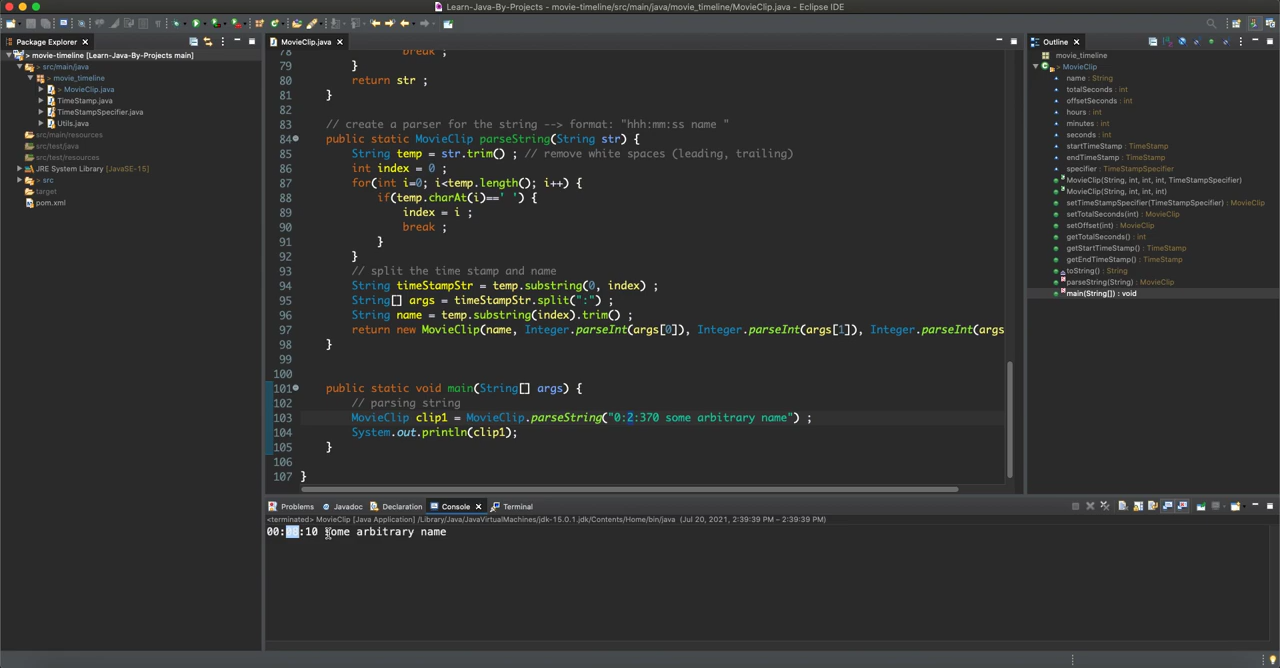 Learn-Java-By-Projects - movie-timeline/src/main/java/movie_timeline/MovieClip.java - Eclipse IDE
Package Explorer
> movie-timeline [Learn-Java-By-Projects main]
> src/main/java
> movie_timeline
> MovieClip.java
TimeStamp.java
TimeStampSpecifier.java
Utils.java
src/main/resources
src/test/java
src/test/resources
JRE System Library [JavaSE-15]
> src
target
pom.xml
MovieClip.java
78 break ;
79 }
80 return str ;
81 }
82
83 // create a parser for the string --> format: "hhh:mm:ss name "
84 public static MovieClip parseString(String str) {
85 String temp = str.trim() ; // remove white spaces (leading, trailing)
86 int index = 0 ;
87 for(int i=0; i<temp.length(); i++) {
88 if(temp.charAt(i)==' ') {
89 index = i ;
90 break ;
91 }
92 }
93 // split the time stamp and name
94 String timeStampStr = temp.substring(0, index) ;
95 String[] args = timeStampStr.split(":") ;
96 String name = temp.substring(index).trim() ;
97 return new MovieClip(name, Integer.parseInt(args[0]), Integer.parseInt(args[1]), Integer.parseInt(args
98 }
99
100
101 public static void main(String[] args) {
102 // parsing string
103 MovieClip clip1 = MovieClip.parseString("0:2:370 some arbitrary name") ;
104 System.out.println(clip1);
105 }
106
107 }
Outline
movie_timeline
MovieClip
name : String
totalSeconds : int
offsetSeconds : int
hours : int
minutes : int
seconds : int
startTimeStamp : TimeStamp
endTimeStamp : TimeStamp
specifier : TimeStampSpecifier
MovieClip(String, int, int, int, TimeStampSpecifier)
MovieClip(String, int, int, int)
setTimeStampSpecifier(TimeStampSpecifier) : MovieClip
setTotalSeconds(int) : MovieClip
setOffset(int) : MovieClip
getTotalSeconds() : int
getStartTimeStamp() : TimeStamp
getEndTimeStamp() : TimeStamp
toString() : String
parseString(String) : MovieClip
main(String[]) : void
Problems Javadoc Declaration Console Terminal
<terminated> MovieClip [Java Application] /Library/Java/JavaVirtualMachines/jdk-15.0.1.jdk/Contents/Home/bin/java (Jul 20, 2021, 2:39:39 PM – 2:39:39 PM)
00: :10 some arbitrary name